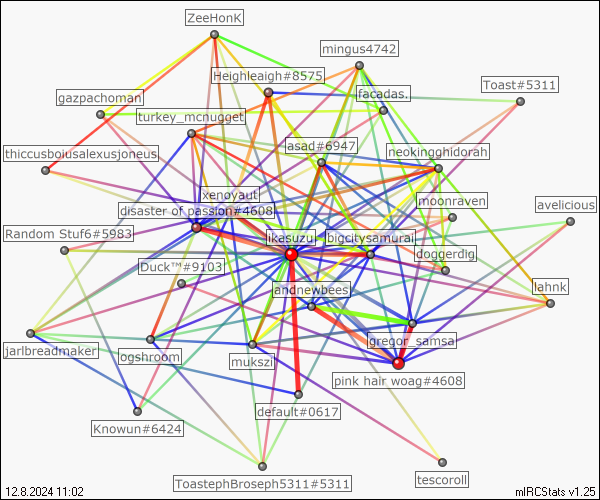 ZeeHonK
mingus4742
Heighleaigh#8575
Toast#5311
facadas.
gazpachoman
turkey_mcnugget
lasad#6947
thiccusboiusalexusjoneus
neokingghidorah
xenoyaut
moonraven
avelicious
disaster of passion#4608
Random Stuf6#5983
ikasuzu
bigcitysamurai
doggerdig
Duck™#9103
andnewbees
lahnk
gregor_samsa
jarlbreadmaker
ogshroom
mukszi
pink hair woag#4608
default#0617
Knowun#6424
ToastephBroseph5311#5311
tescoroll
12.8.2024 11:02
mIRCStats v1.25